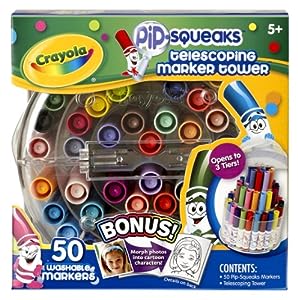 Crayola
PiP-SQUEAKS
telescoping
marker tower
5+
Opens to
3 Tiers!
BONUS!
Morph photos
into cartoon
characters!
Details on back
50
washable
markers
CONTENTS:
• 50 Pip-Squeaks Markers
• Telescoping Tower